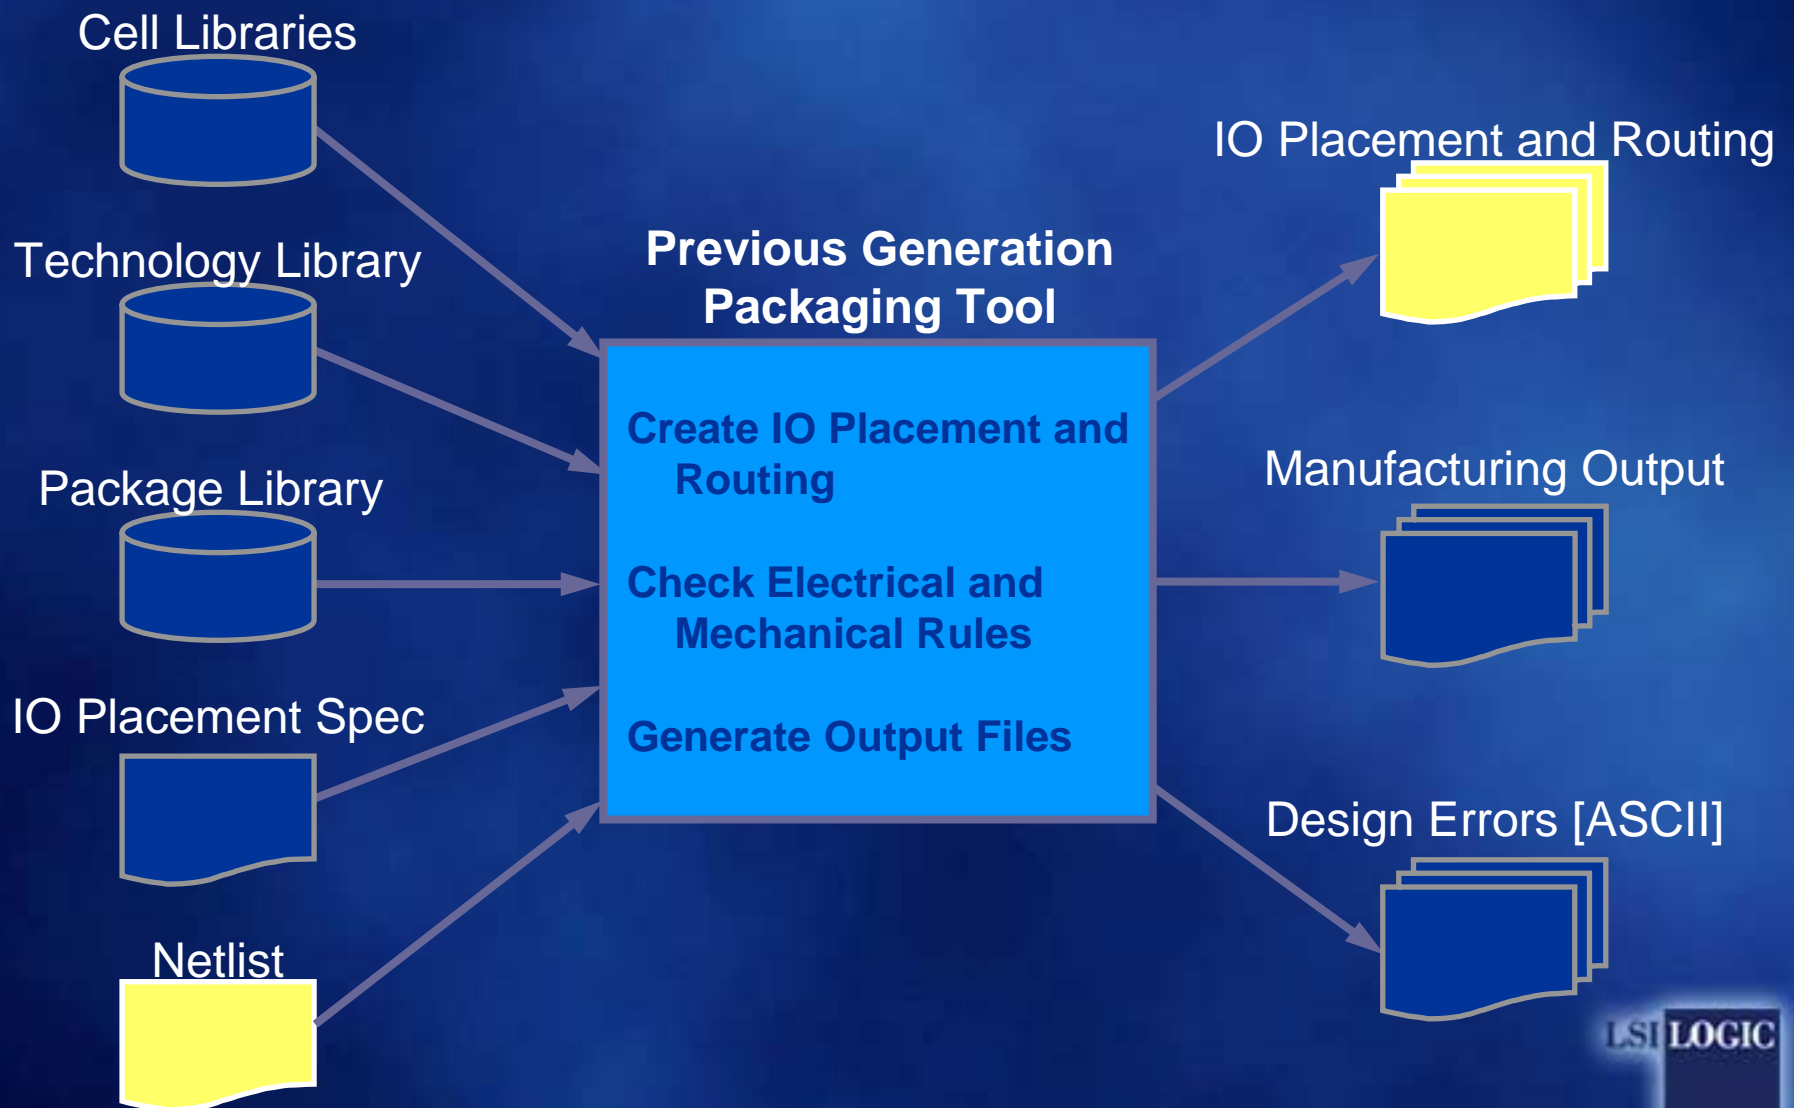 Cell Libraries
Technology Library
Package Library
IO Placement Spec
Netlist
Previous Generation
Packaging Tool
Create IO Placement and
Routing
Check Electrical and
Mechanical Rules
Generate Output Files
IO Placement and Routing
Manufacturing Output
Design Errors [ASCII]
LSI LOGIC